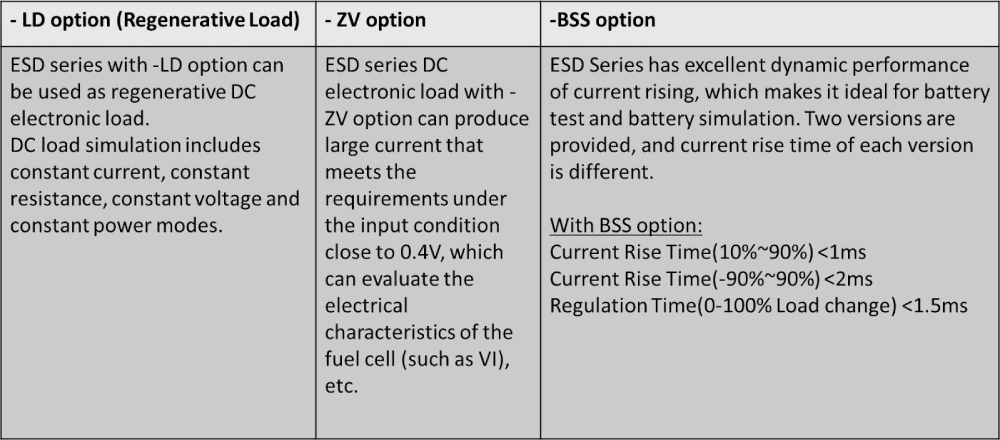 - LD option (Regenerative Load)
ESD series with -LD option can
be used as regenerative DC
electronic load.
DC load simulation includes
constant current, constant
resistance, constant voltage and
constant power modes.
- ZV option
ESD series DC
electronic load with -
ZV option can produce
large current that
meets the
requirements under
the input condition
close to 0.4V, which
can evaluate the
electrical
characteristics of the
fuel cell (such as VI),
etc.
-BSS option
ESD Series has excellent dynamic performance
of current rising, which makes it ideal for battery
test and battery simulation. Two versions are
provided, and current rise time of each version
is different.
With BSS option:
Current Rise Time(10%~90%) <1ms
Current Rise Time(-90%~90%) <2ms
Regulation Time(0-100% Load change) <1.5ms